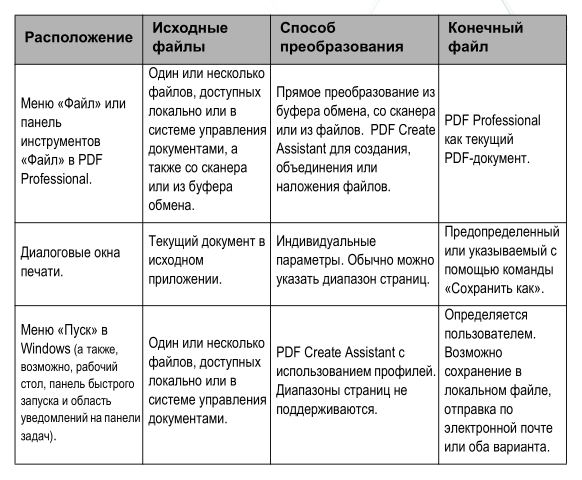 Расположение
Исходные
файлы
Способ
преобразования
Конечный
файл
Меню «Файл» или
панель
инструментов
«Файл» в PDF
Professional.
Один или несколько
файлов, доступных
локально или в
системе управления
документами, а
также со сканера
или из буфера
обмена.
Прямое преобразование из
буфера обмена, со сканера
или из файлов. PDF Create
Assistant для создания,
объединения или
наложения файлов.
PDF Professional
как текущий
PDF-документ.
Диалоговые окна
печати.
Текущий документ в
исходном
приложении.
Индивидуальные
параметры. Обычно можно
указать диапазон страниц.
Предопределенный
или указываемый с
помощью команды
«Сохранить как».
Меню «Пуск» в
Windows (а также,
возможно, рабочий
стол, панель быстрого
запуска и область
уведомлений на панели
задач).
Один или несколько
файлов, доступных
локально или в
системе управления
документами.
PDF Create Assistant с
использованием профилей.
Диапазоны страниц не
поддерживаются.
Определяется
пользователем.
Возможно
сохранение в
локальном файле,
отправка по
электронной почте
или оба варианта.